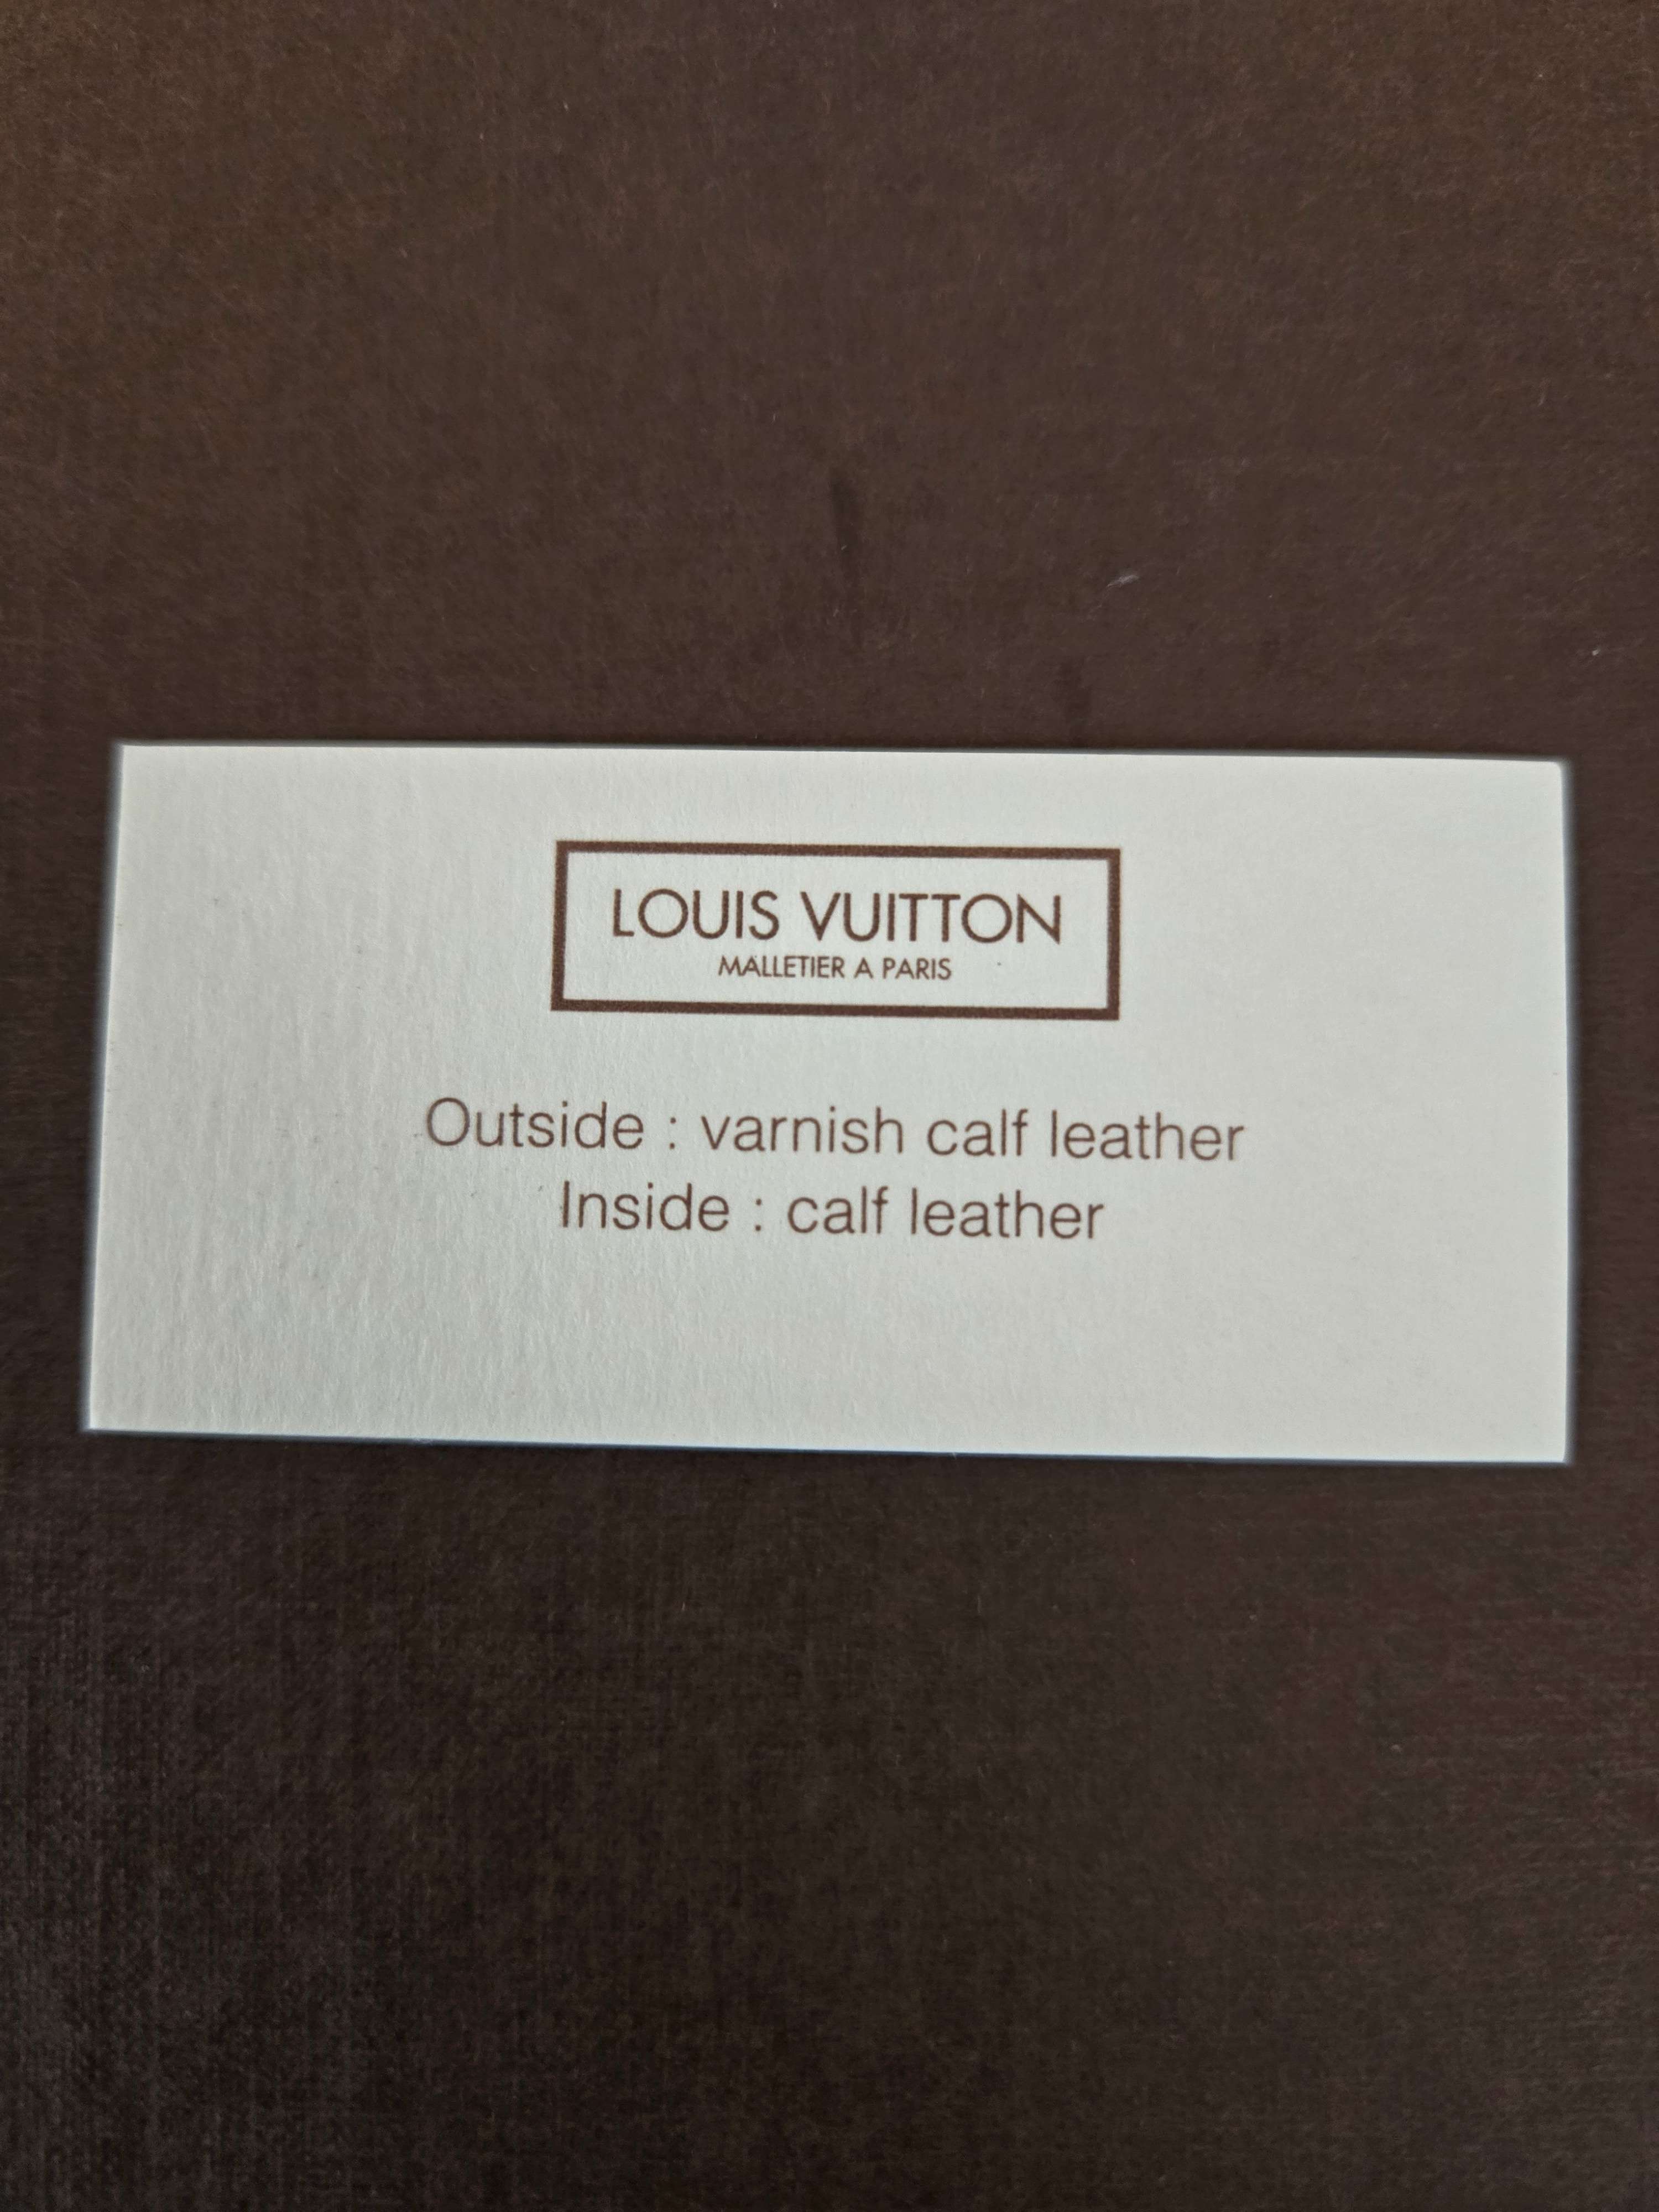 LOUIS VUITTON
MALLETIER A PARIS
Outside : varnish calf leather
Inside : calf leather